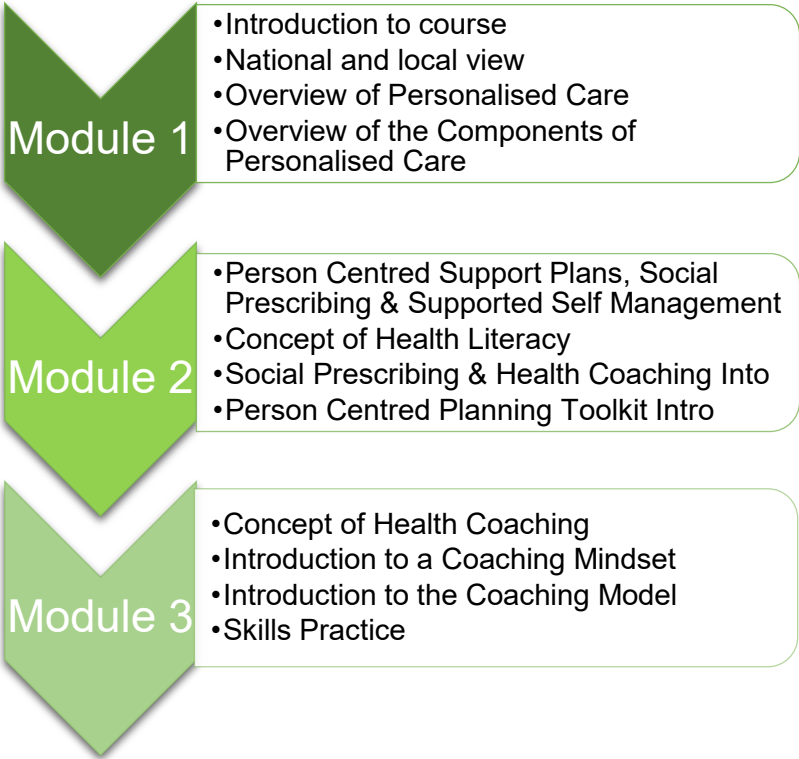 Module 1
•Introduction to course
•National and local view
•Overview of Personalised Care
•Overview of the Components of
Personalised Care
Module 2
•Person Centred Support Plans, Social
Prescribing & Supported Self Management
•Concept of Health Literacy
•Social Prescribing & Health Coaching Into
•Person Centred Planning Toolkit Intro
Module 3
•Concept of Health Coaching
•Introduction to a Coaching Mindset
•Introduction to the Coaching Model
•Skills Practice